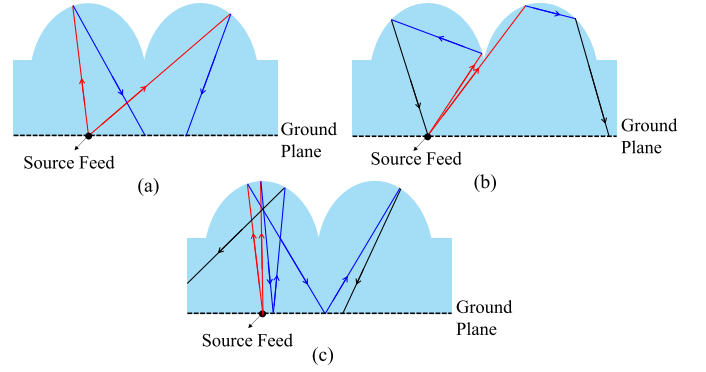 Ground
Plane
Source Feed
(a)
Ground
Plane
Source Feed
(b)
Ground
Plane
Source Feed
(c)